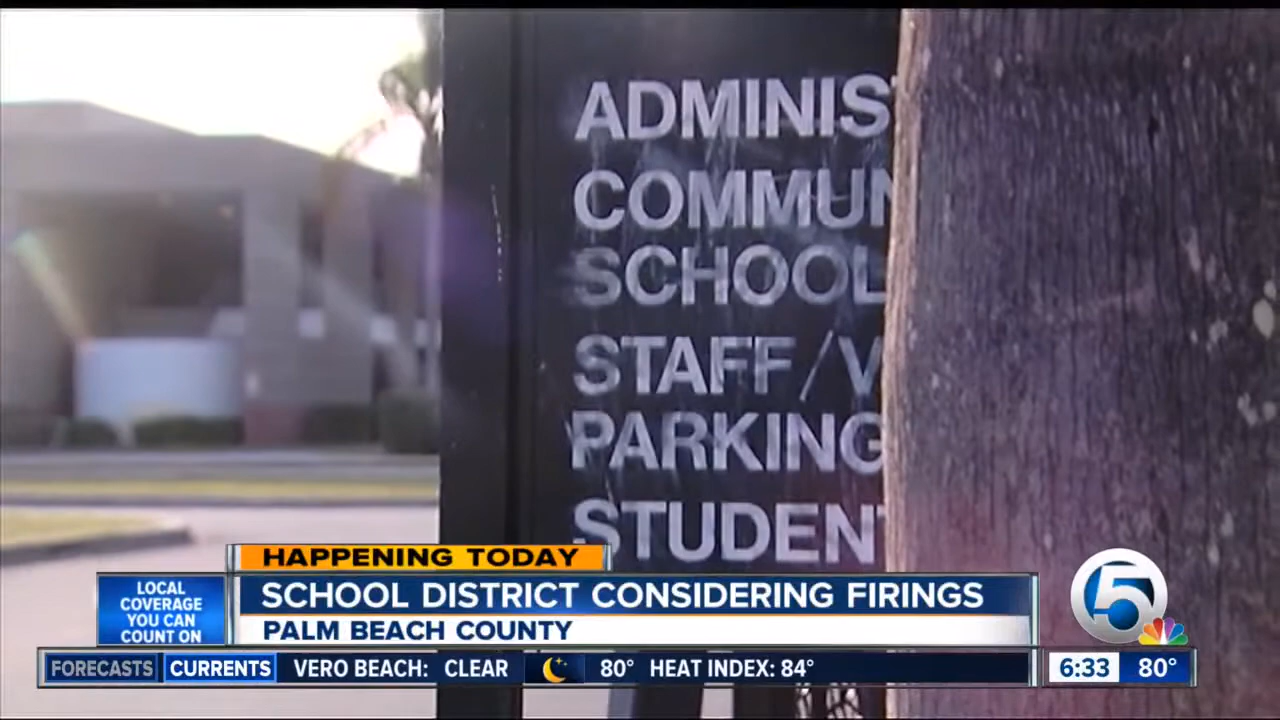 ADMINIS
COMMUN
SCHOOL
STAFF/V
PARKING
STUDENT
HAPPENING TODAY
LOCAL
COVERAGE
YOU CAN
COUNT ON
SCHOOL DISTRICT CONSIDERING FIRINGS
PALM BEACH COUNTY
5
FORECASTS CURRENTS VERO BEACH: CLEAR 80° HEAT INDEX: 84° 6:33 80°